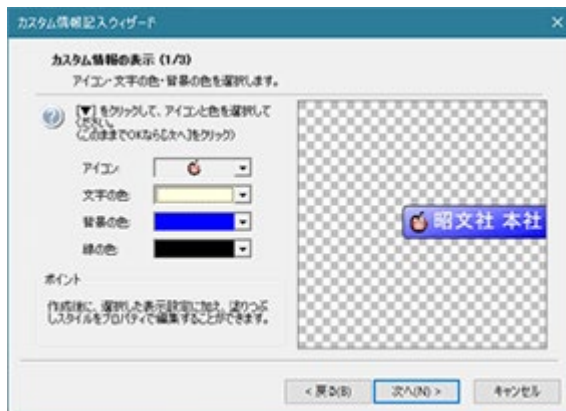 カスタム情報記入ウィザード
カスタム情報の表示 (1/3)
アイコン・文字の色・背景の色を選択します。
[▼] をクリックして、アイコンと色を選択して
ください。
(このままでOKなら[次へ]をクリック)
アイコン
文字の色
背景の色
縁の色
昭文社 本社
ポイント
作成後に、選択した表示設定に加え、塗りつぶ
しスタイルをプロパティで編集することができます。
< 戻る(B)
次へ(N) >
キャンセル